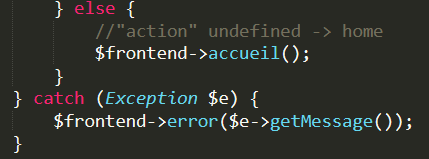 } else {
//"action" undefined -> home
$frontend->accueil();
}
} catch (Exception $e) {
$frontend->error($e->getMessage());
}